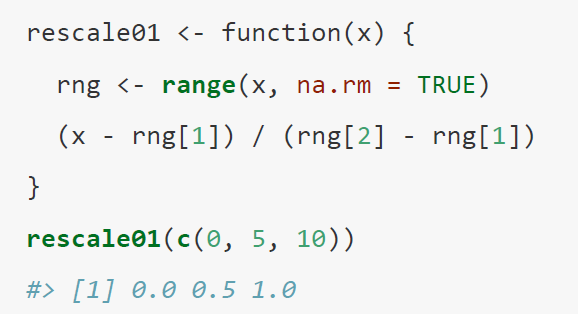 rescale01 <- function(x) {
  rng <- range(x, na.rm = TRUE)
  (x - rng[1]) / (rng[2] - rng[1])
}
rescale01(c(0, 5, 10))
#> [1] 0.0 0.5 1.0